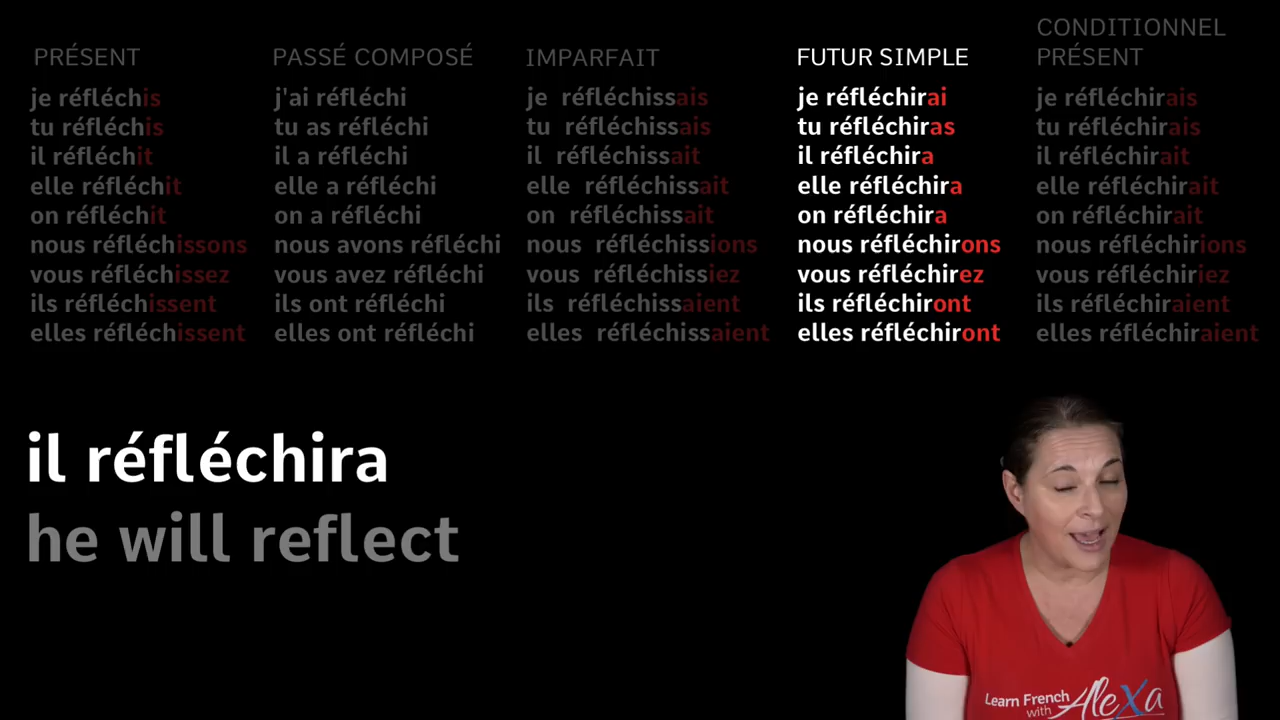 PRÉSENT
je réfléchis
tu réfléchis
il réfléchit
elle réfléchit
on réfléchit
nous réfléchissons
vous réfléchissez
ils réfléchissent
elles réfléchissent
PASSÉ COMPOSÉ
j'ai réfléchi
tu as réfléchi
il a réfléchi
elle a réfléchi
on a réfléchi
nous avons réfléchi
vous avez réfléchi
ils ont réfléchi
elles ont réfléchi
IMPARFAIT
je réfléchissais
tu réfléchissais
il réfléchissait
elle réfléchissait
on réfléchissait
nous réfléchissions
vous réfléchissiez
ils réfléchissaient
elles réfléchissaient
FUTUR SIMPLE
je réfléchirai
tu réfléchiras
il réfléchira
elle réfléchira
on réfléchira
nous réfléchirons
vous réfléchirez
ils réfléchiront
elles réfléchiront
CONDITIONNEL
PRÉSENT
je réfléchirais
tu réfléchirais
il réfléchirait
elle réfléchirait
on réfléchirait
nous réfléchirions
vous réfléchiriez
ils réfléchiraient
elles réfléchiraient
il réfléchira
he will reflect
Learn French
with Alexa